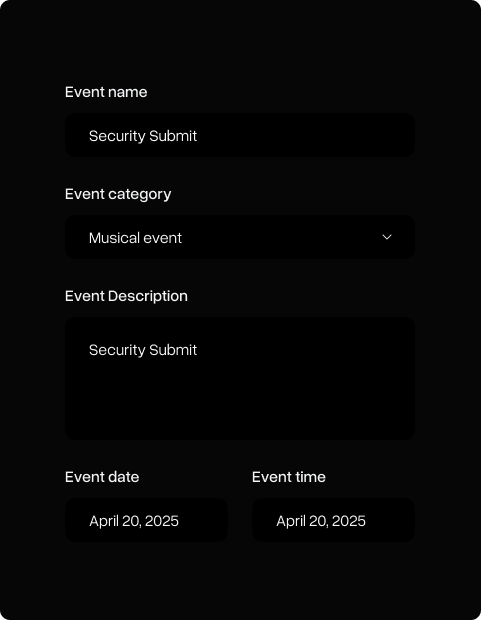 Event name
Security Submit
Event category
Musical event
Event Description
Security Submit
Event date
Event time
April 20, 2025
April 20, 2025